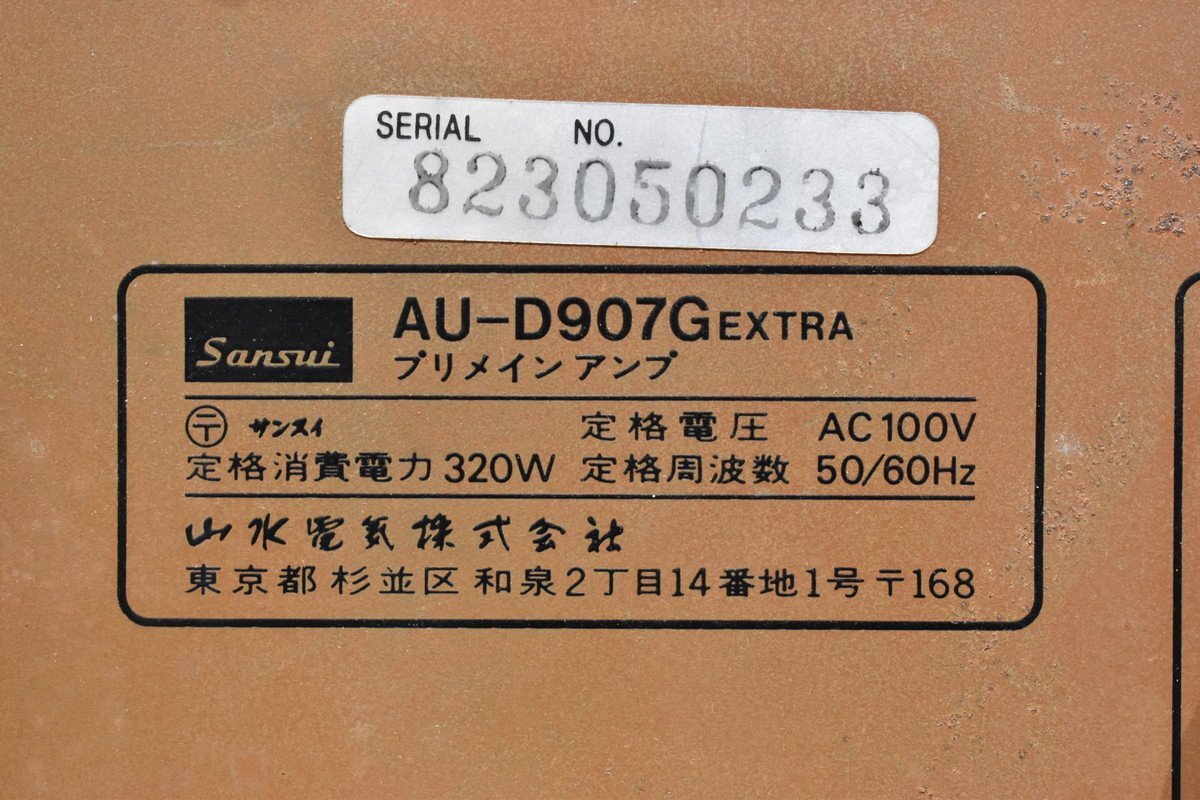 SERIAL NO.
823050233
Sansui
AU-D907G EXTRA
プリメインアンプ
〶 サンスイ 定格電圧 AC100V
定格消費電力 320W 定格周波数 50/60Hz
山水電気株式会社
東京都杉並区和泉2丁目14番地1号〒168